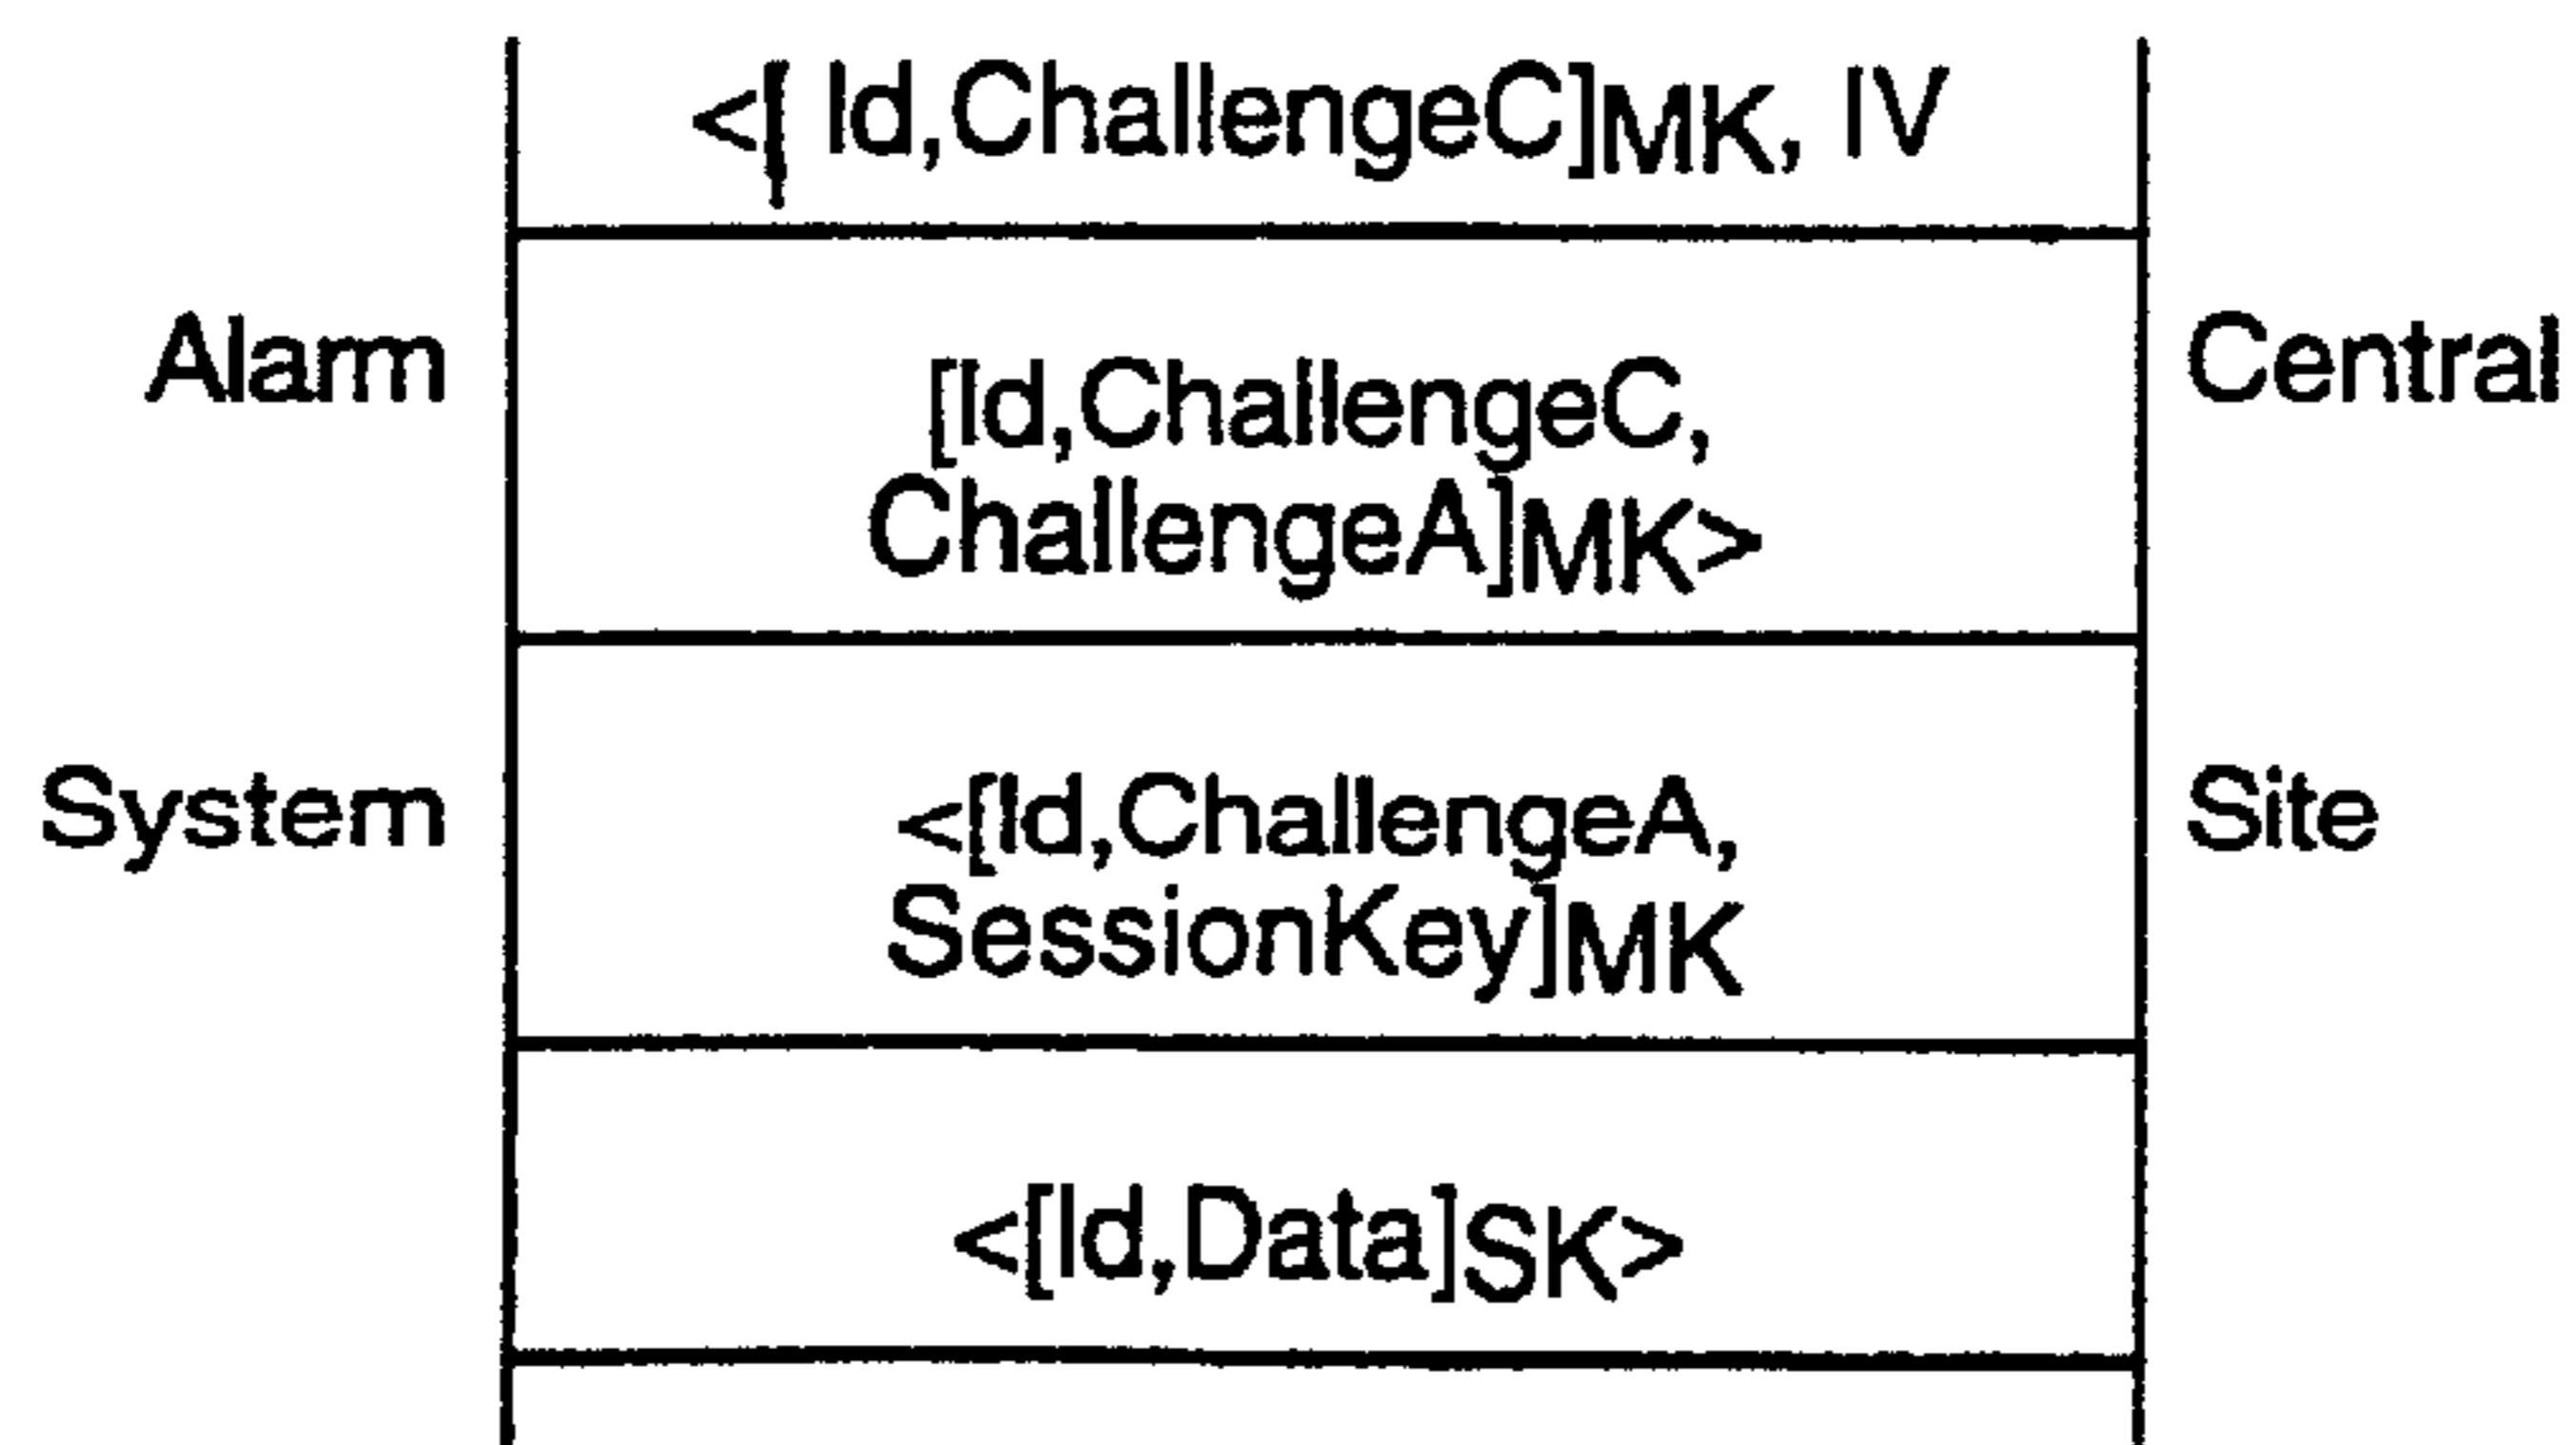 <[ Id,ChallengeC]MK, IV
Alarm
Central
[Id,ChallengeC,
ChallengeA]MK>
System
Site
<[Id,ChallengeA,
SessionKey]MK
<[Id,Data]SK>